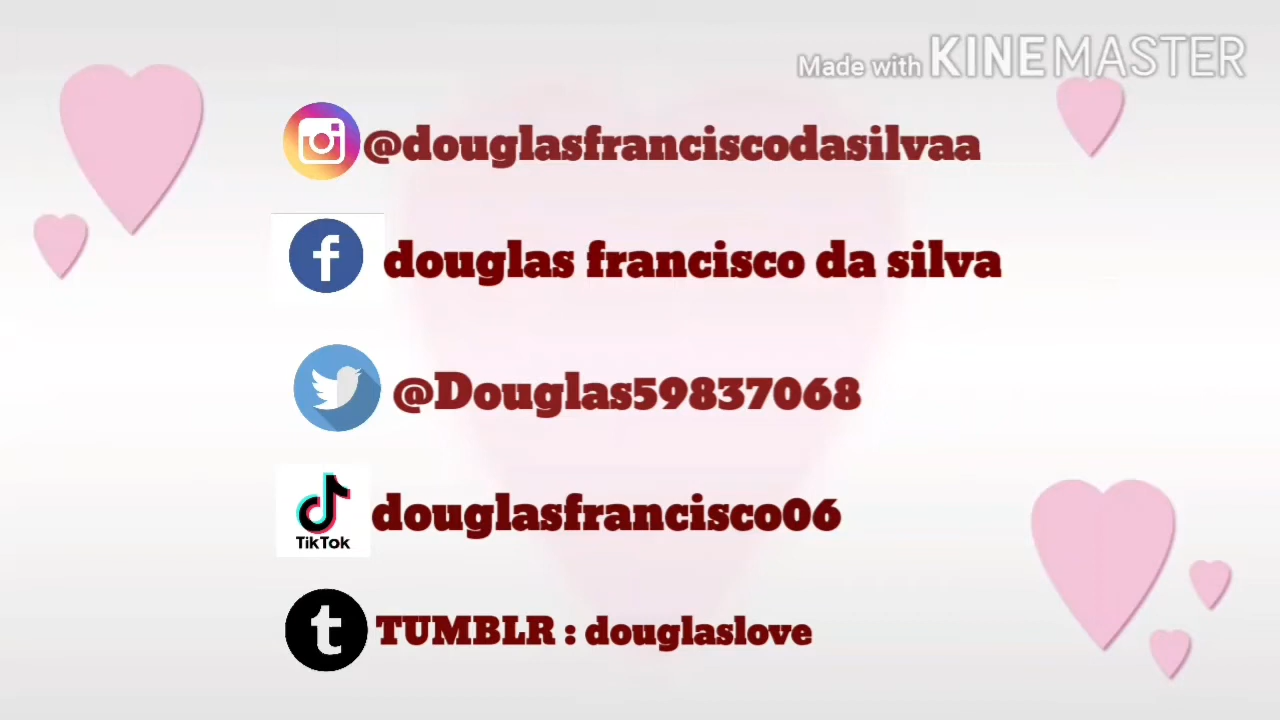 Made with KINEMASTER
@douglasfranciscodasilvaa
douglas francisco da silva
@Douglas59837068
TikTok
douglasfrancisco06
TUMBLR : douglaslove